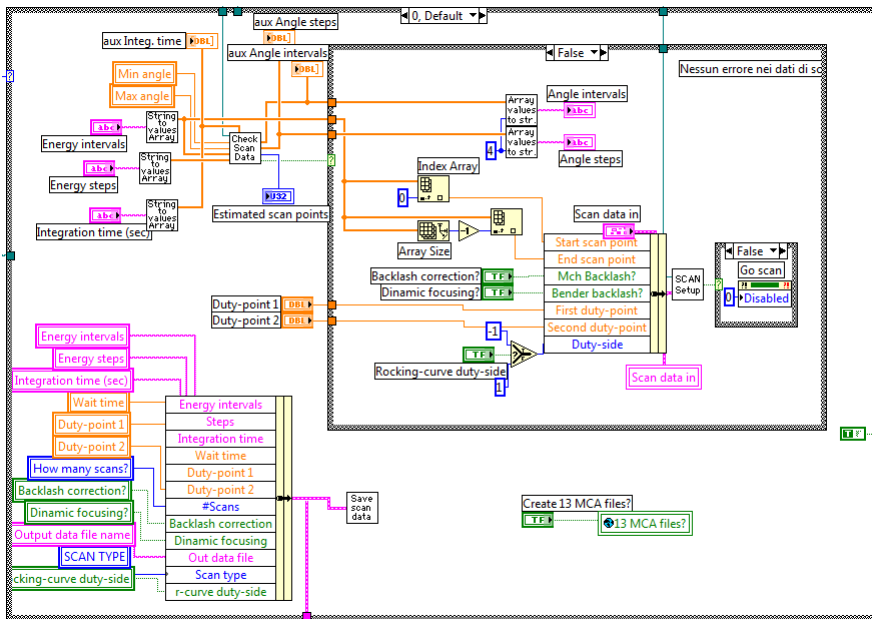 0, Default
aux Angle steps
aux Integ. time
DBL]
DBL]
aux Angle intervals
DBL]
False
Nessun errore nei dati di sc
Min angle
Max angle
String
to
values
Array
abc
Energy intervals
String
to
values
Array
abc
Energy steps
String
to
values
Array
abc
Integration time (sec)
Check
Scan
Data
U32
Estimated scan points
Array
values
to str.
Array
values
to str.
4
Angle intervals
abc
abc
Angle steps
Index Array
0
Array Size
-1
Scan data in
Start scan point
End scan point
Mch Backlash?
Bender backlash?
First duty-point
Second duty-point
Duty-side
Backlash correction?
TF
Dinamic focusing?
TF
Duty-point 1
DBL
Duty-point 2
DBL
-1
TF
Rocking-curve duty-side
1
SCAN
Setup
False
Go scan
0
Disabled
Scan data in
Energy intervals
Energy steps
Integration time (sec)
Wait time
Duty-point 1
Duty-point 2
How many scans?
Backlash correction?
Dinamic focusing?
Output data file name
SCAN TYPE
cking-curve duty-side
Energy intervals
Steps
Integration time
Wait time
Duty-point 1
Duty-point 2
#Scans
Backlash correction
Dinamic focusing
Out data file
Scan type
r-curve duty-side
Save
scan
data
Create 13 MCA files?
TF
13 MCA files?
T